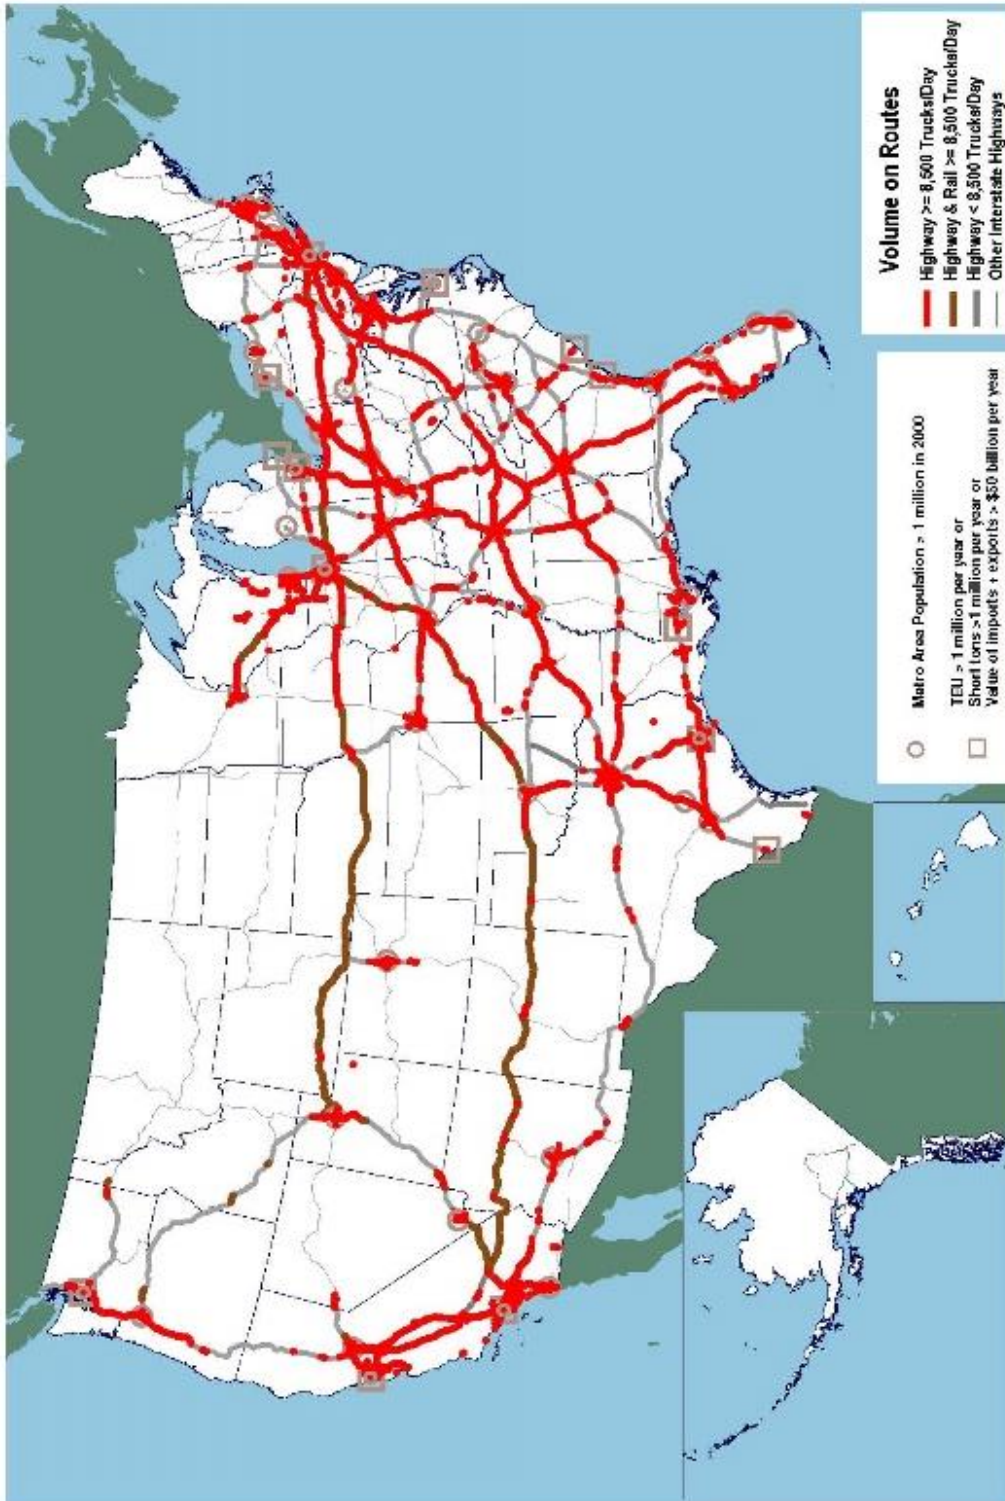 Volume on Routes
Highway >= 8,500 Trucks/Day
Highway & Rail >= 8,500 Trucks/Day
Highway < 8,500 Trucks/Day
Other Interstate Highways
Metro Area Population > 1 million in 2000
TEU > 1 million per year or
Short tons >1 million per year or
Value of imports + exports > $50 billion per year